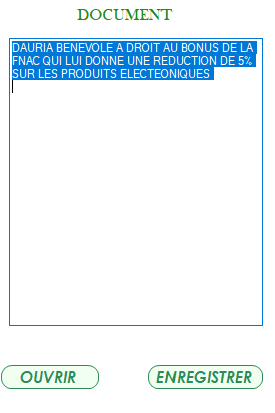 DOCUMENT
DAURIA BENEVOLE A DROIT AU BONUS DE LA
FNAC QUI LUI DONNE UNE REDUCTION DE 5%
SUR LES PRODUITS ELECTEONIQUES
OUVRIR
ENREGISTRER